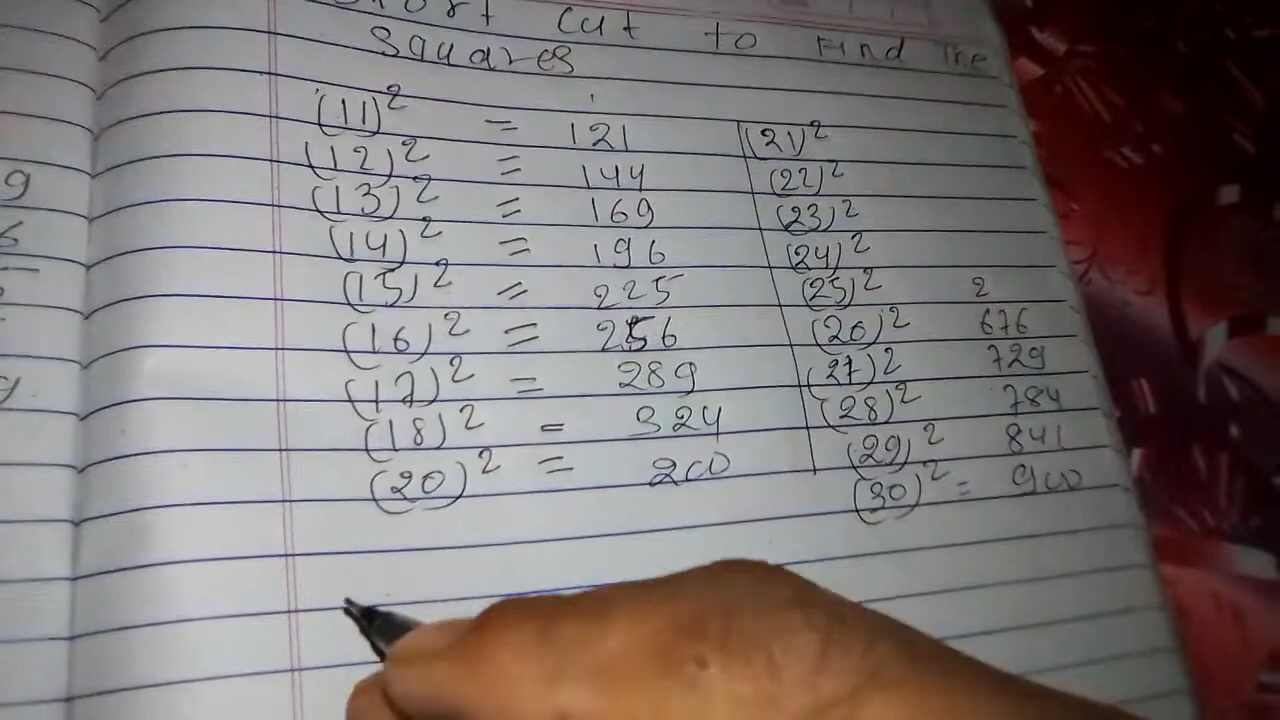 Short cut to Find The
squares
(11)² = 121 (21)²
(12)² = 144 (22)²
(13)² = 169 (23)²
(14)² = 196 (24)²
(15)² = 225 (25)² 2
(16)² = 256 (26)² 676
(17)² = 289 (27)² 729
(18)² = 324 (28)² 784
(20)² = 200 (29)² 841
(30)² = 900
9
6